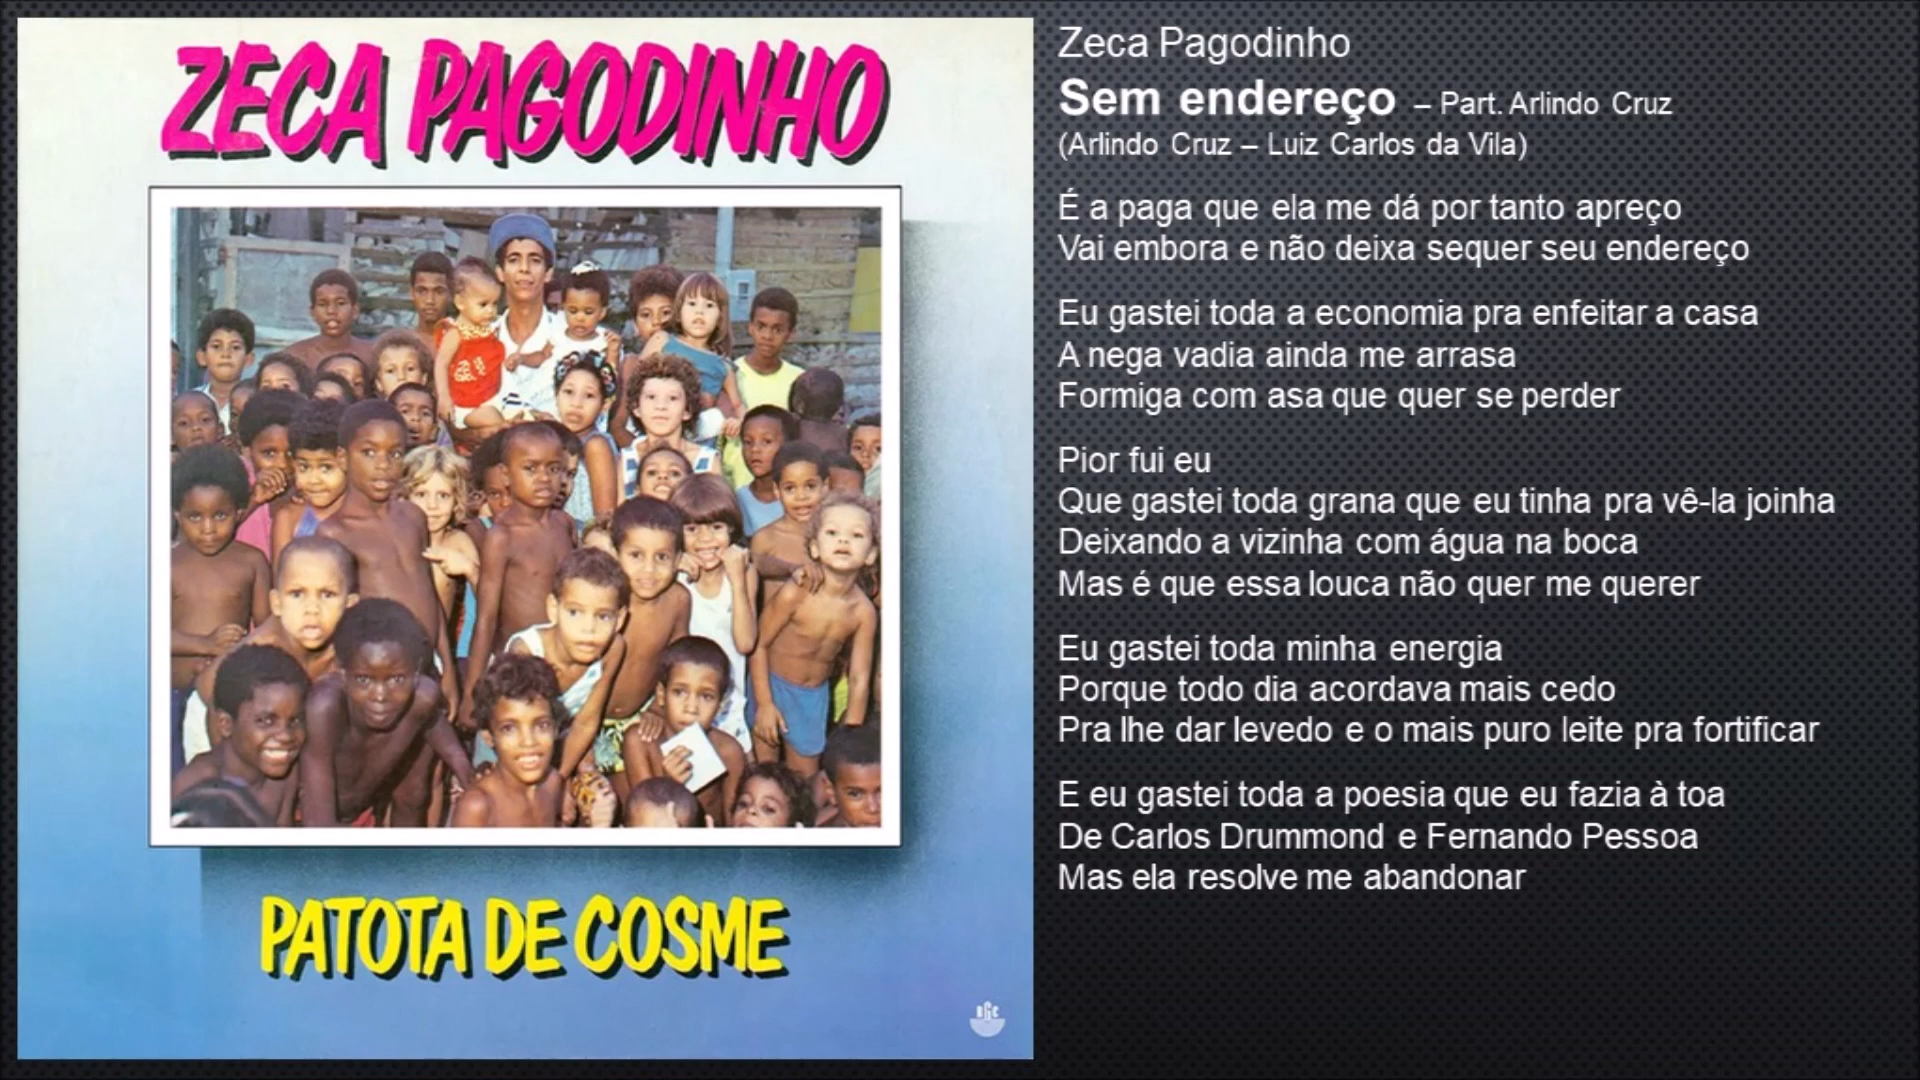 ZECA PAGODINHO
PATOTA DE COSME
RGE
Zeca Pagodinho
Sem endereço – Part. Arlindo Cruz
(Arlindo Cruz – Luiz Carlos da Vila)
É a paga que ela me dá por tanto apreço
Vai embora e não deixa sequer seu endereço
Eu gastei toda a economia pra enfeitar a casa
A nega vadia ainda me arrasa
Formiga com asa que quer se perder
Pior fui eu
Que gastei toda grana que eu tinha pra vê-la joinha
Deixando a vizinha com água na boca
Mas é que essa louca não quer me querer
Eu gastei toda minha energia
Porque todo dia acordava mais cedo
Pra lhe dar levedo e o mais puro leite pra fortificar
E eu gastei toda a poesia que eu fazia à toa
De Carlos Drummond e Fernando Pessoa
Mas ela resolve me abandonar